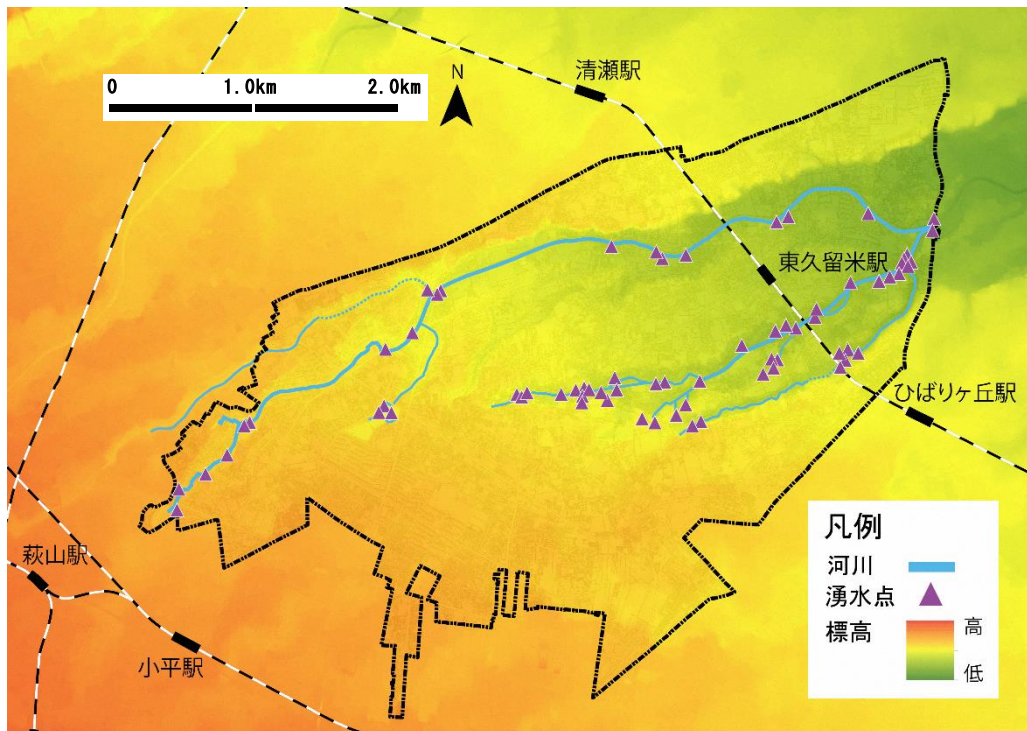 清瀬駅
0 1.0km 2.0km
N
東久留米駅
ひばりヶ丘駅
萩山駅
小平駅
凡例
河川
湧水点
標高
高
低